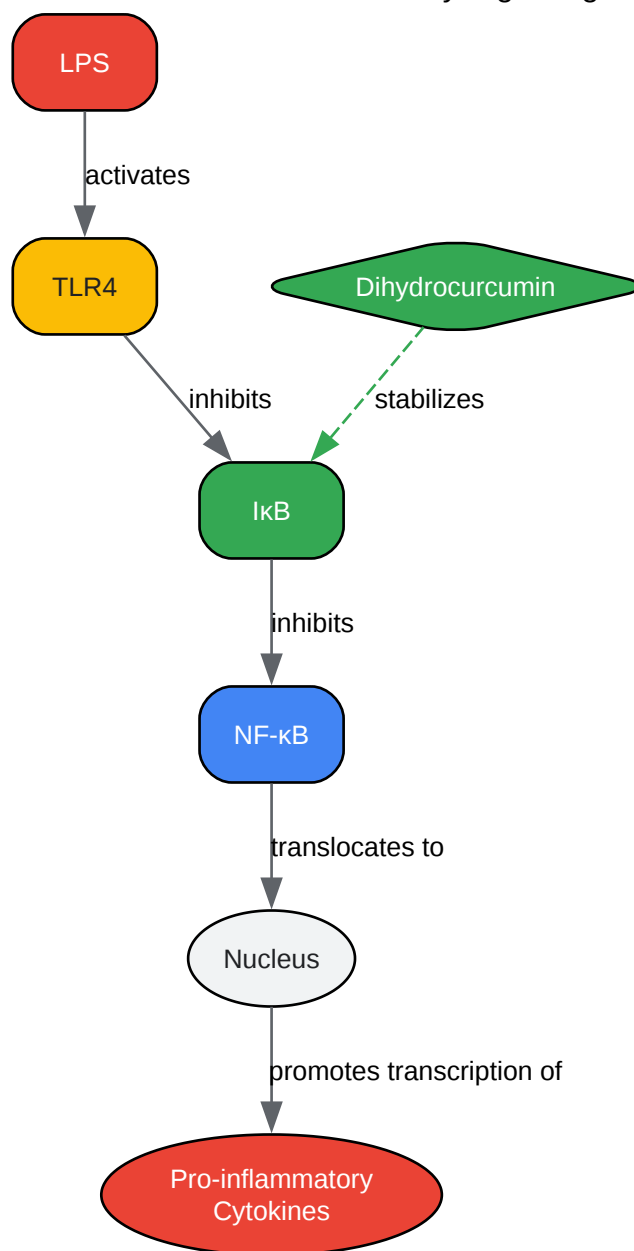 LPS
activates
TLR4
Dihydrocurcumin
inhibits
stabilizes
IκB
inhibits
NF-κB
translocates to
Nucleus
promotes transcription of
Pro-inflammatory
Cytokines